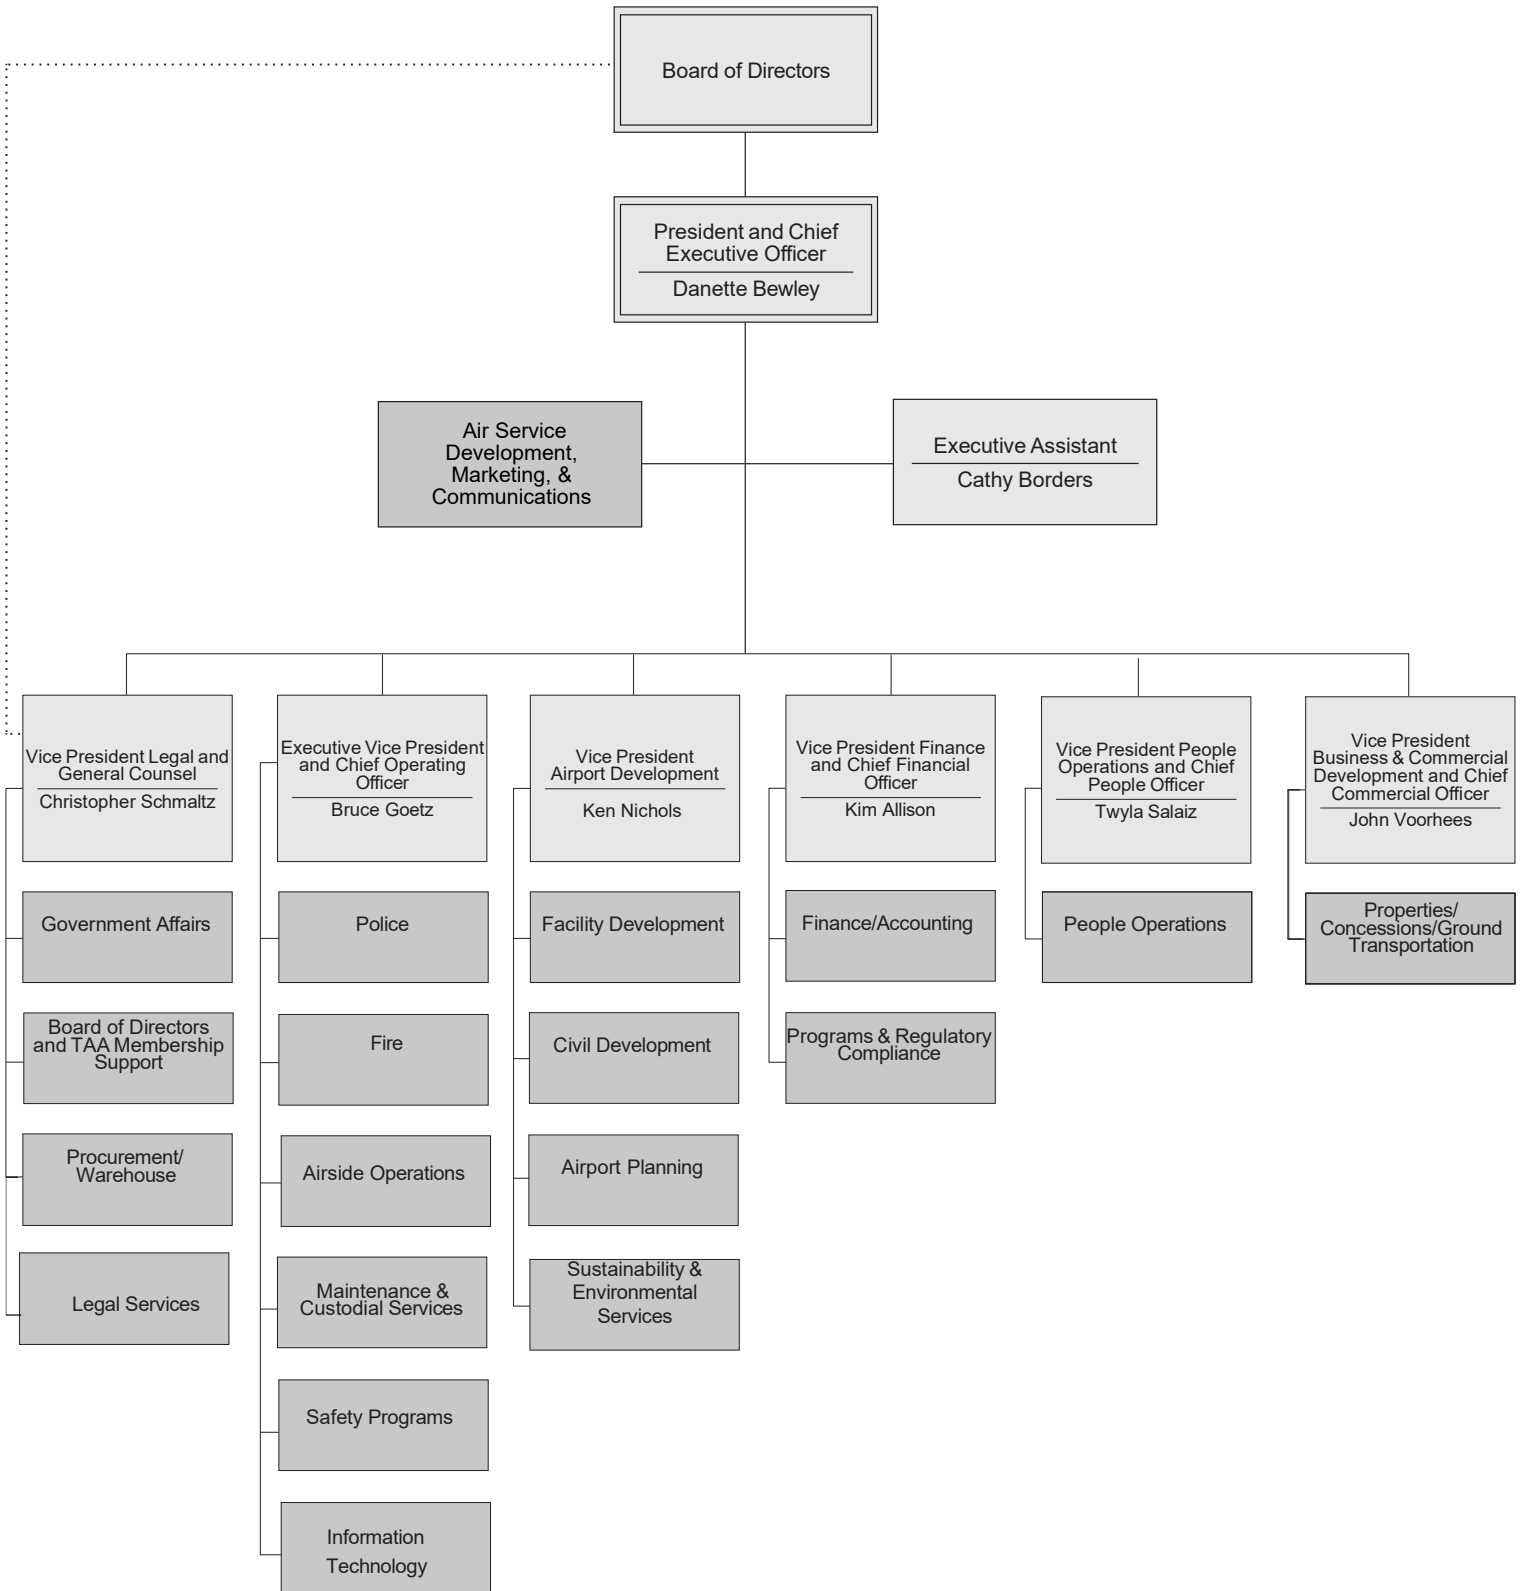 Board of Directors
President and Chief
Executive Officer
Danette Bewley
Air Service
Development,
Marketing, &
Communications
Executive Assistant
Cathy Borders
Vice President Legal and
General Counsel
Christopher Schmaltz
Executive Vice President
and Chief Operating
Officer
Bruce Goetz
Vice President
Airport Development
Ken Nichols
Vice President Finance
and Chief Financial
Officer
Kim Allison
Vice President People
Operations and Chief
People Officer
Twyla Salaiz
Vice President
Business & Commercial
Development and Chief
Commercial Officer
John Voorhees
Government Affairs
Police
Facility Development
Finance/Accounting
People Operations
Properties/
Concessions/Ground
Transportation
Board of Directors
and TAA Membership
Support
Fire
Civil Development
Programs & Regulatory
Compliance
Procurement/
Warehouse
Airside Operations
Airport Planning
Legal Services
Maintenance &
Custodial Services
Sustainability &
Environmental
Services
Safety Programs
Information
Technology